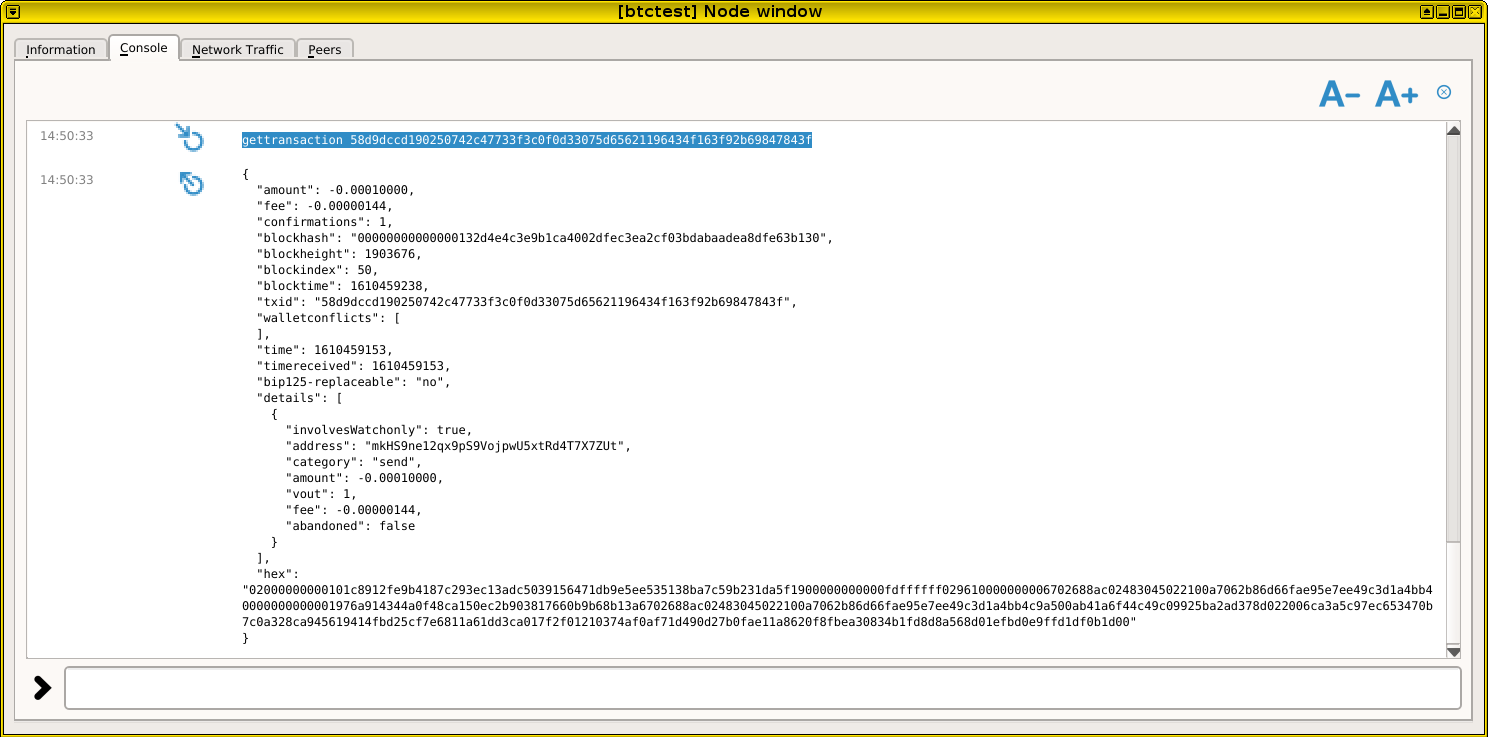 [btctest] Node window
Information Console Network Traffic Peers
A- A+
14:50:33 gettransaction 58d9dccd190250742c47733f3c0f0d33075d65621196434f163f92b69847843f
14:50:33 {
"amount": -0.00010000,
"fee": -0.00000144,
"confirmations": 1,
"blockhash": "00000000000000132d4e4c3e9b1ca4002dfec3ea2cf03bdabaadea8dfe63b130",
"blockheight": 1903676,
"blockindex": 50,
"blocktime": 1610459238,
"txid": "58d9dccd190250742c47733f3c0f0d33075d65621196434f163f92b69847843f",
"walletconflicts": [
],
"time": 1610459153,
"timereceived": 1610459153,
"bip125-replaceable": "no",
"details": [
{
"involvesWatchonly": true,
"address": "mkHS9ne12qx9pS9VojpwU5xtRd4T7X7ZUt",
"category": "send",
"amount": -0.00010000,
"vout": 1,
"fee": -0.00000144,
"abandoned": false
}
],
"hex":
"02000000000101c8912fe9b4187c293ec13adc5039156471db9e5ee535138ba7c59b231da5f1900000000000fdffffff029610000000006702688ac02483045022100a7062b86d66fae95e7ee49c3d1a4bb4
0000000000001976a914344a0f48ca150ec2b903817660b9b68b13a6702688ac02483045022100a7062b86d66fae95e7ee49c3d1a4bb4c9a500ab41a6f44c49c09925ba2ad378d022006ca3a5c97ec653470b
7c0a328ca945619414fbd25cf7e6811a61dd3ca017f2f01210374af0af71d490d27b0fae11a8620f8fbea30834b1fd8d8a568d01efbd0e9ffd1df0b1d00"
}